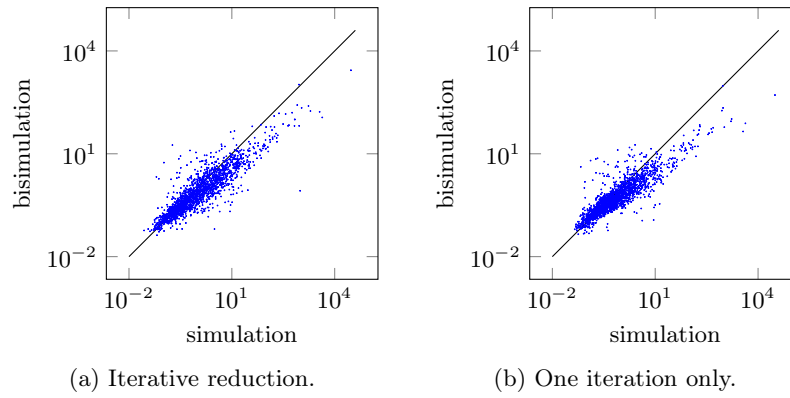 10^4
10^1
10^−2
bisimulation
10^−2 10^1 10^4
simulation
(a) Iterative reduction.
10^4
10^1
10^−2
bisimulation
10^−2 10^1 10^4
simulation
(b) One iteration only.